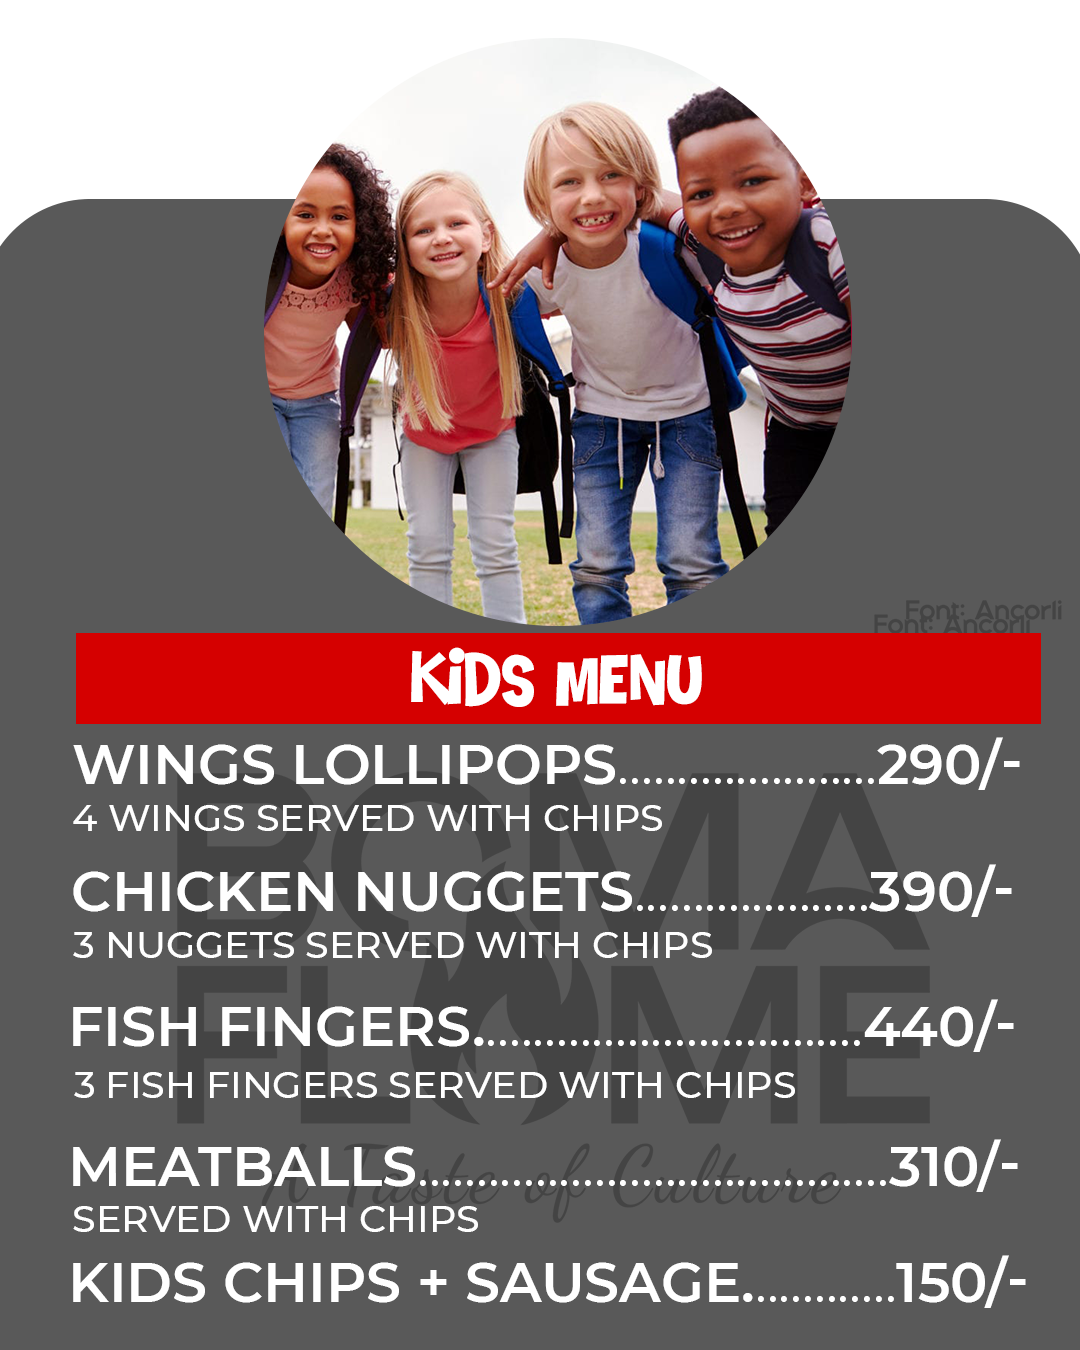 Font: Ancorli
Font: Ancorli
KiDS MENU
WINGS LOLLIPOPS......................290/-
4 WINGS SERVED WITH CHIPS
CHICKEN NUGGETS....................390/-
3 NUGGETS SERVED WITH CHIPS
FISH FINGERS.................................440/-
3 FISH FINGERS SERVED WITH CHIPS
MEATBALLS........................................310/-
SERVED WITH CHIPS
KIDS CHIPS + SAUSAGE.............150/-
BOMA
FLAME
A Taste of Culture